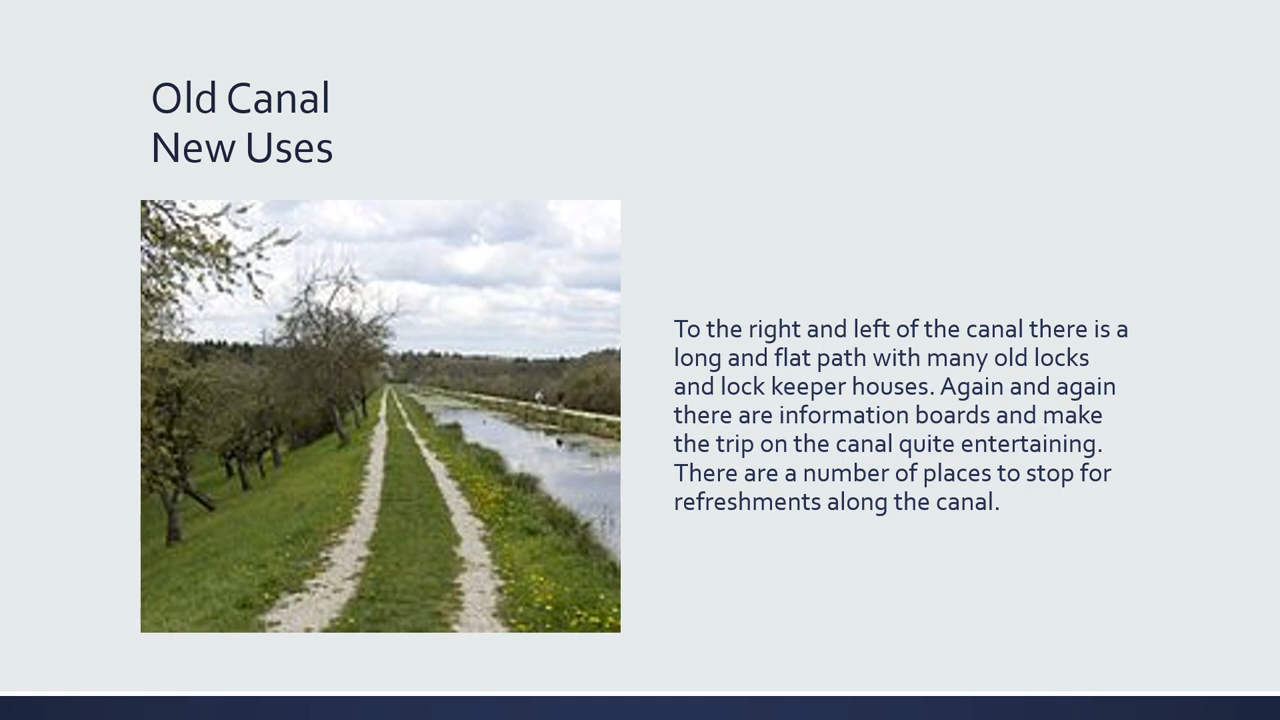 Old Canal
New Uses
To the right and left of the canal there is a
long and flat path with many old locks
and lock keeper houses. Again and again
there are information boards and make
the trip on the canal quite entertaining.
There are a number of places to stop for
refreshments along the canal.